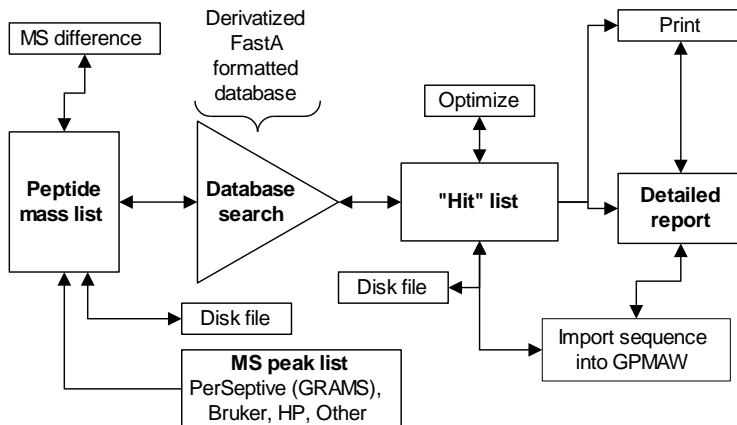 MS difference
Derivatized
FastA
formatted
database
Print
Optimize
Peptide
mass list
Database
search
"Hit" list
Detailed
report
Disk file
Disk file
Import sequence
into GPMAW
MS peak list
PerSeptive (GRAMS),
Bruker, HP, Other